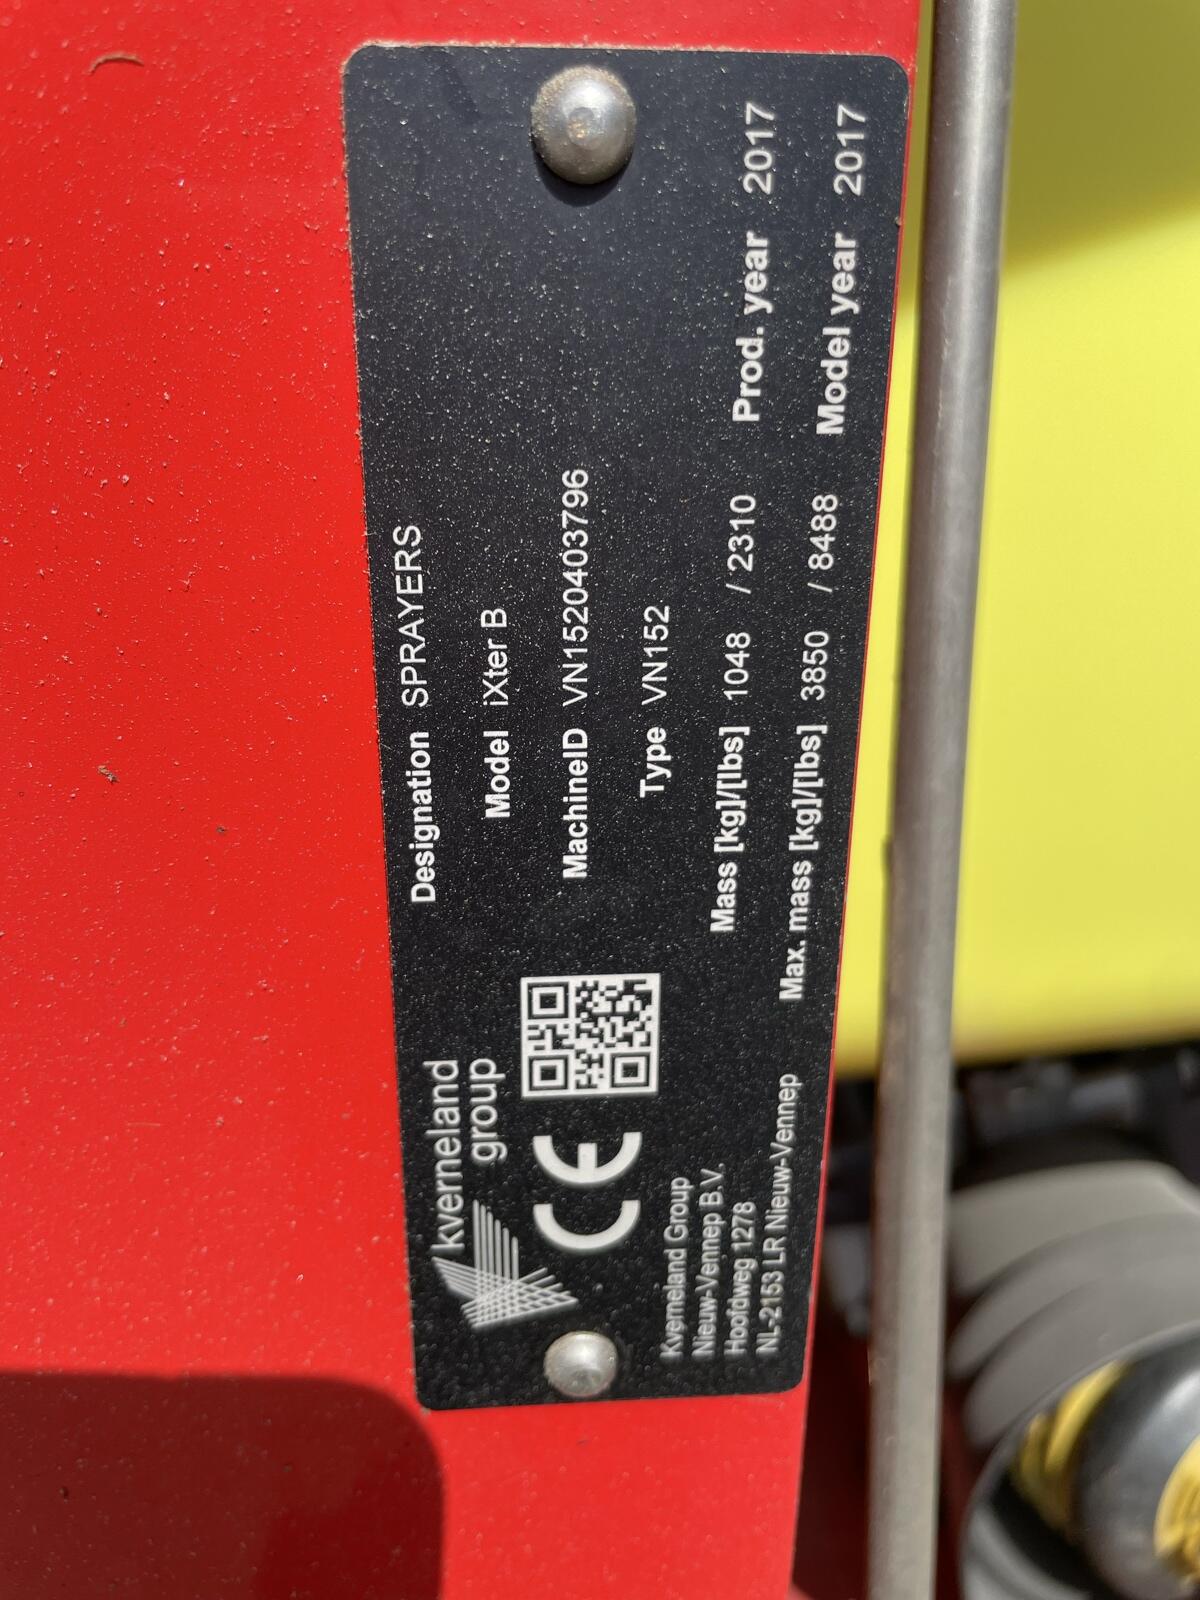 kverneland
group
CE
Kverneland Group
Nieuw-Vennep B.V.
Hoofdweg 1278
NL-2153 LR Nieuw-Vennep
Designation SPRAYERS
Model iXter B
MachineID VN1520403796
Type VN152
Mass [kg]/[lbs] 1048 / 2310 Prod. year 2017
Max. mass [kg]/[lbs] 3850 / 8488 Model year 2017